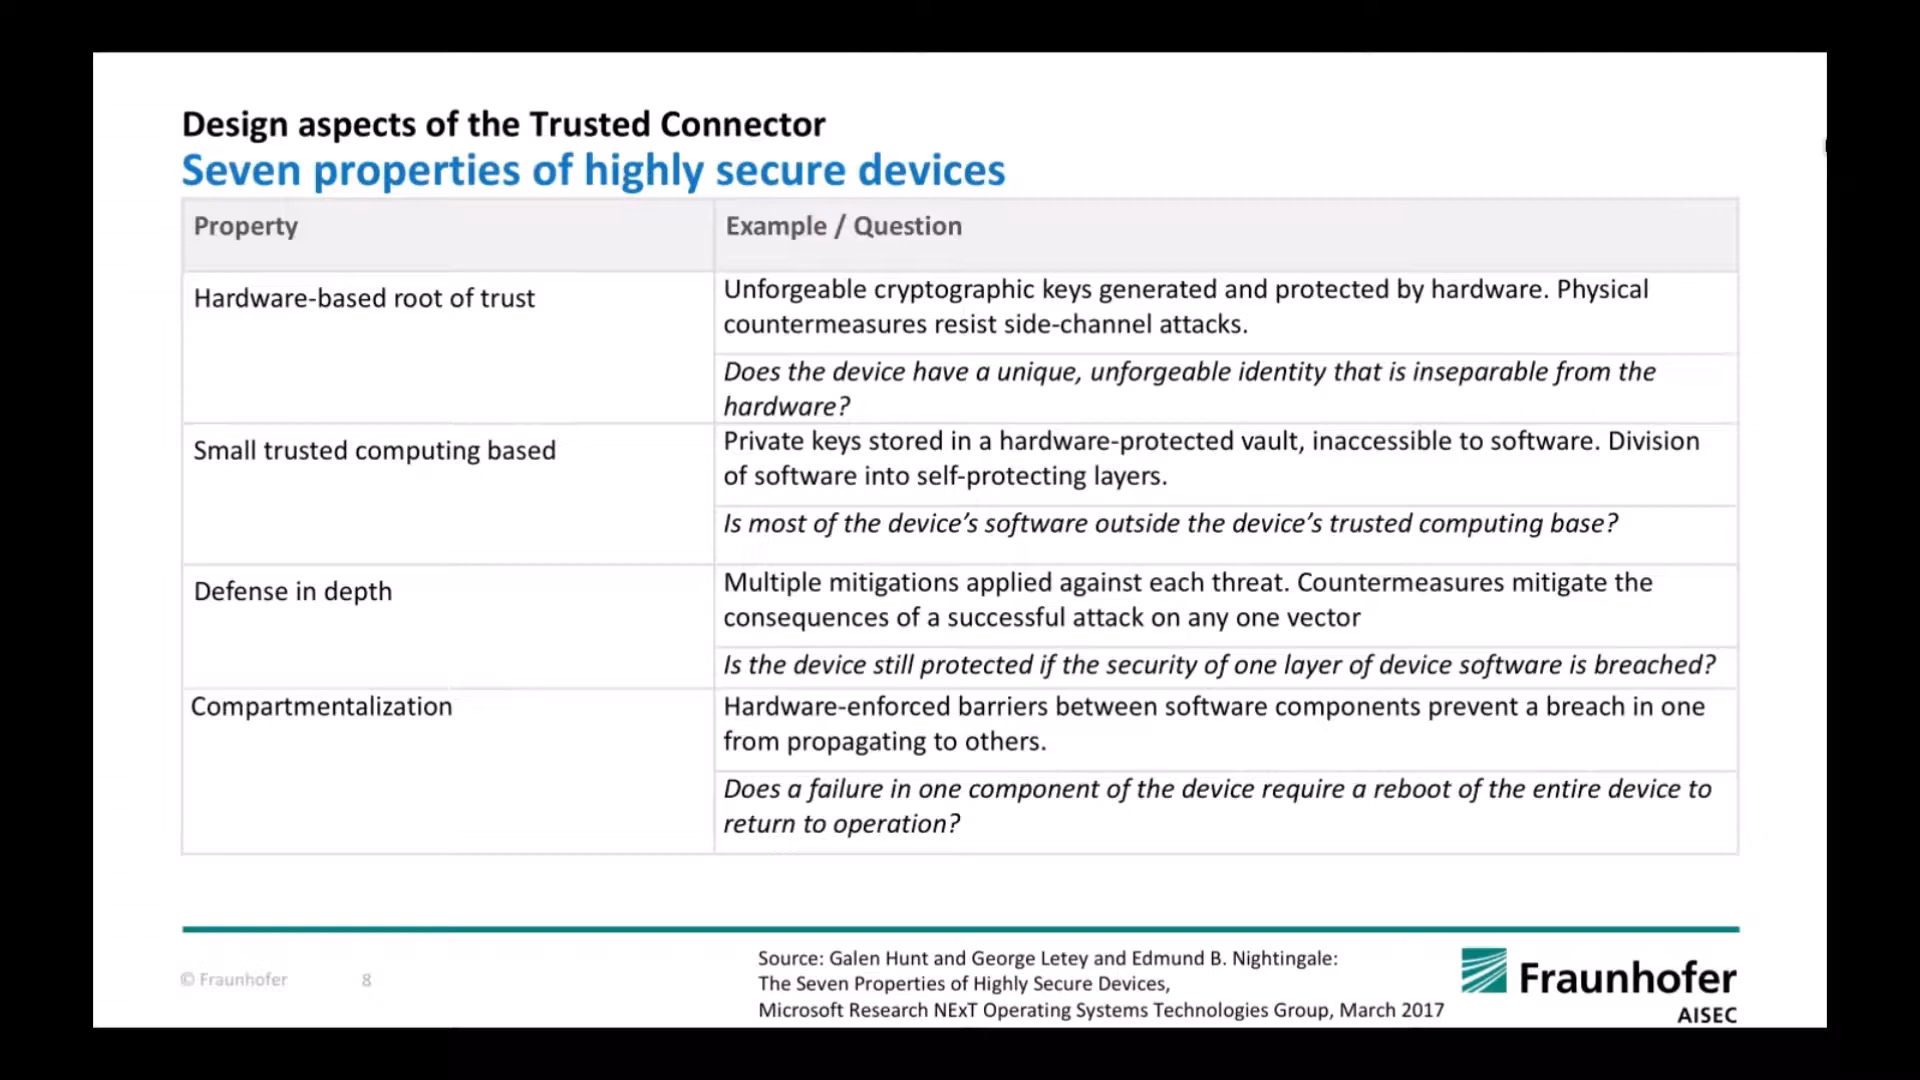 Design aspects of the Trusted Connector
Seven properties of highly secure devices
Property
Example / Question
Hardware-based root of trust
Unforgeable cryptographic keys generated and protected by hardware. Physical
countermeasures resist side-channel attacks.
Does the device have a unique, unforgeable identity that is inseparable from the
hardware?
Small trusted computing based
Private keys stored in a hardware-protected vault, inaccessible to software. Division
of software into self-protecting layers.
Is most of the device’s software outside the device’s trusted computing base?
Defense in depth
Multiple mitigations applied against each threat. Countermeasures mitigate the
consequences of a successful attack on any one vector
Is the device still protected if the security of one layer of device software is breached?
Compartmentalization
Hardware-enforced barriers between software components prevent a breach in one
from propagating to others.
Does a failure in one component of the device require a reboot of the entire device to
return to operation?
© Fraunhofer
8
Source: Galen Hunt and George Letey and Edmund B. Nightingale:
The Seven Properties of Highly Secure Devices,
Microsoft Research NExT Operating Systems Technologies Group, March 2017
Fraunhofer
AISEC